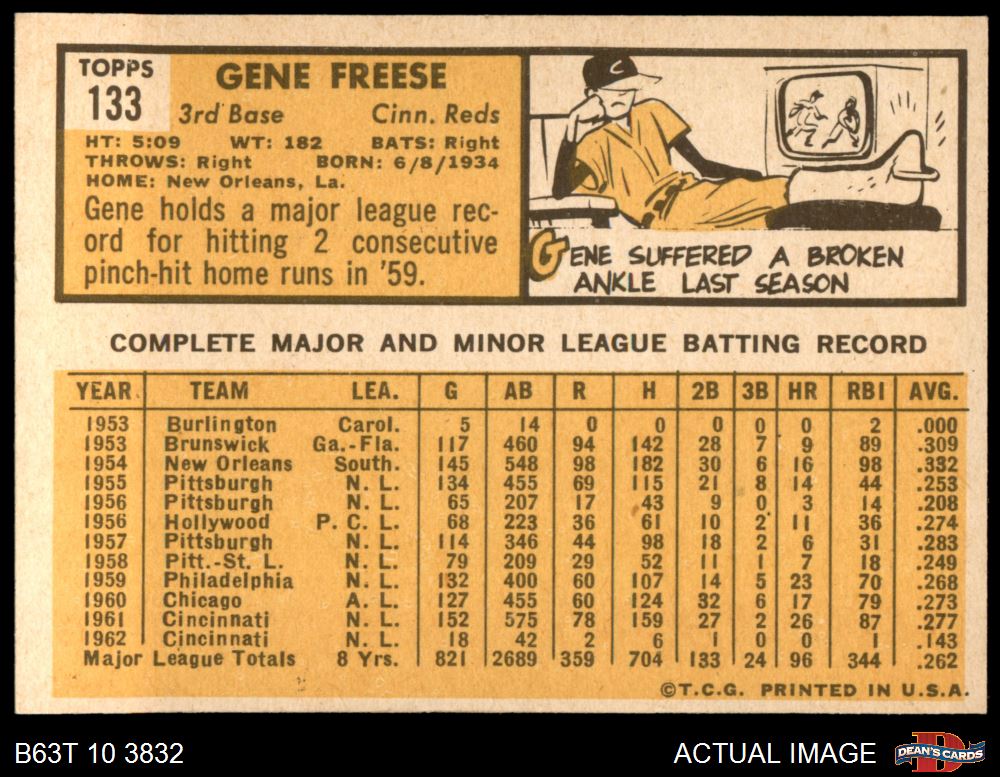 TOPPS
133
GENE FREESE
3rd Base Cinn. Reds
HT: 5:09 WT: 182 BATS: Right
THROWS: Right BORN: 6/8/1934
HOME: New Orleans, La.
Gene holds a major league rec-
ord for hitting 2 consecutive
pinch-hit home runs in '59.
C
GENE SUFFERED A BROKEN
ANKLE LAST SEASON
COMPLETE MAJOR AND MINOR LEAGUE BATTING RECORD
YEAR TEAM LEA. G AB R H 2B 3B HR RBI AVG.
1953 Burlington Carol. 5 14 0 0 0 0 0 2 .000
1953 Brunswick Ga.-Fla. 117 460 94 142 28 7 9 89 .309
1954 New Orleans South. 145 548 98 182 30 6 16 98 .332
1955 Pittsburgh N. L. 134 455 69 115 21 8 14 44 .253
1956 Pittsburgh N. L. 65 207 17 43 9 0 3 14 .208
1956 Hollywood P. C. L. 68 223 36 61 10 2 11 36 .274
1957 Pittsburgh N. L. 114 346 44 98 18 2 6 31 .283
1958 Pitt.-St. L. N. L. 79 209 29 52 11 1 7 18 .249
1959 Philadelphia N. L. 132 400 60 107 14 5 23 70 .268
1960 Chicago A. L. 127 455 60 124 32 6 17 79 .273
1961 Cincinnati N. L. 152 575 78 159 27 2 26 87 .277
1962 Cincinnati N. L. 18 42 2 6 1 0 0 1 .143
Major League Totals 8 Yrs. 821 2689 359 704 133 24 96 344 .262
©T.C.G. PRINTED IN U.S.A.
B63T 10 3832 ACTUAL IMAGE
D
DEAN'S CARDS